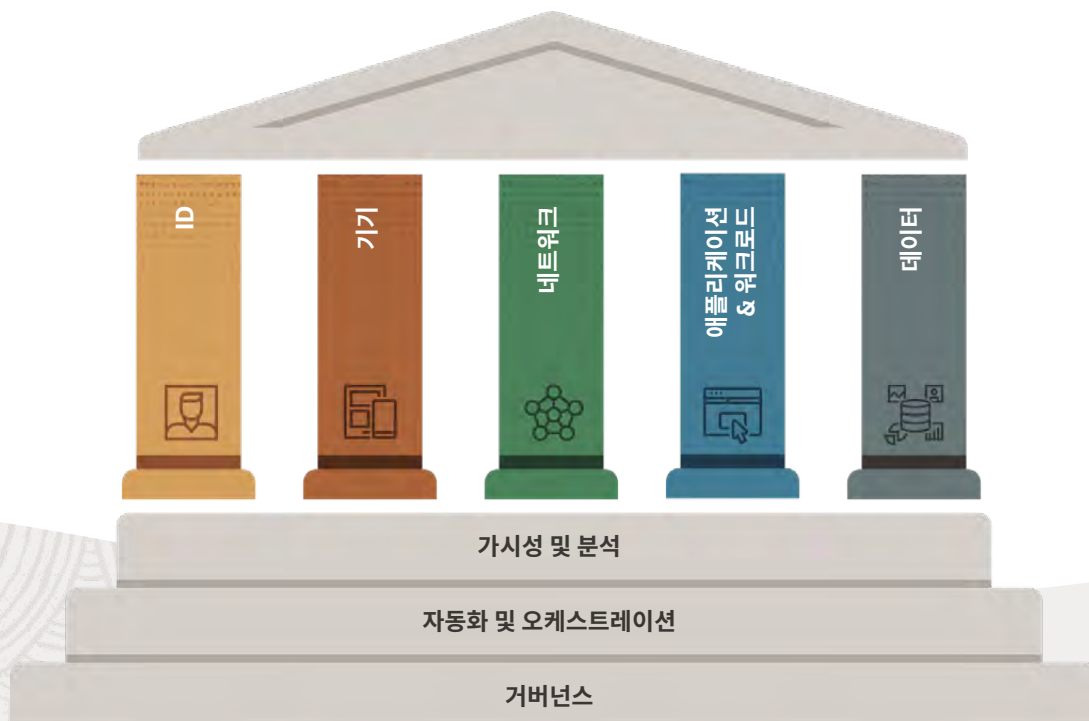 ID
기기
네트워크
애플리케이션
& 워크로드
데이터
가시성 및 분석
자동화 및 오케스트레이션
거버넌스